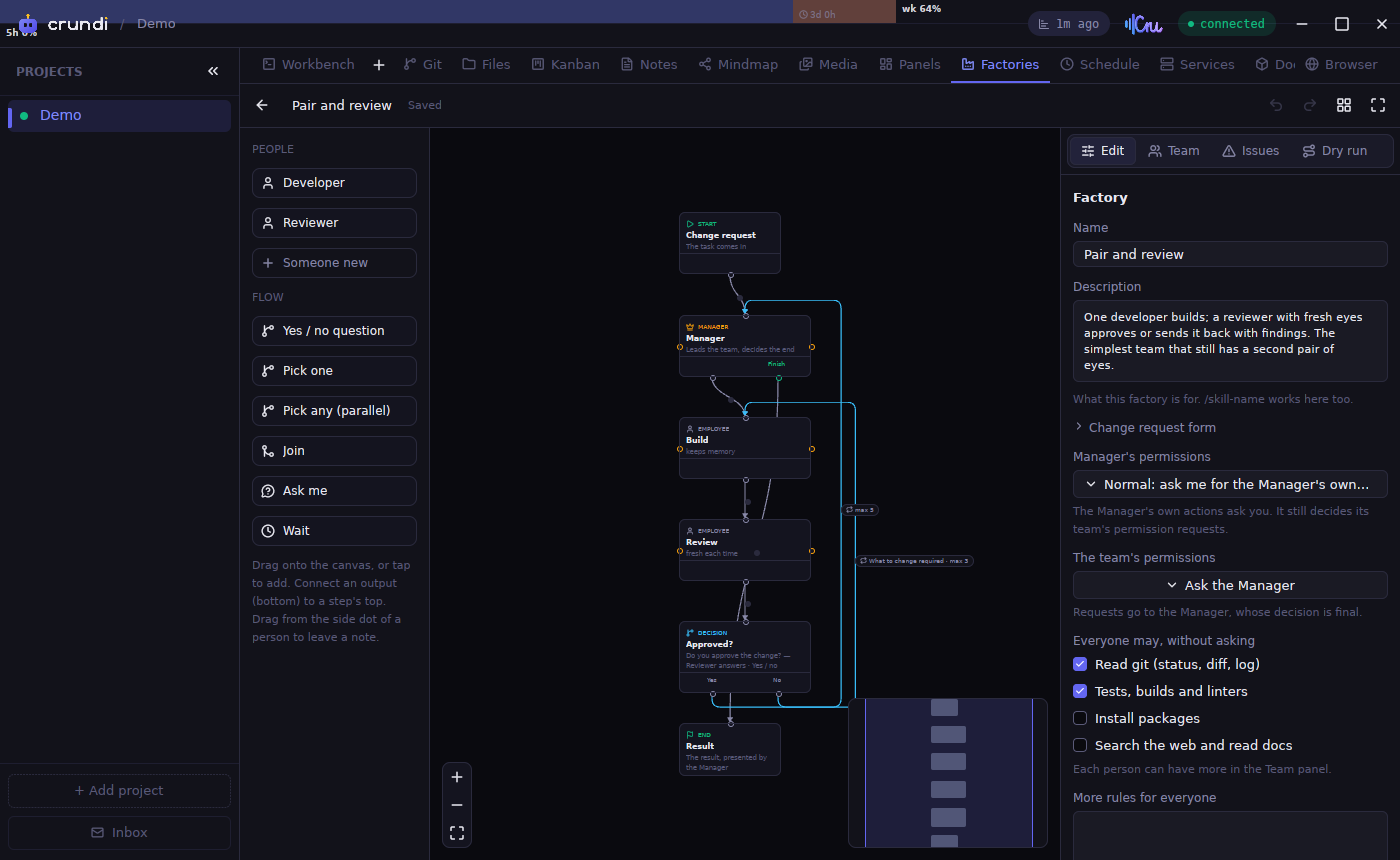 3d 0h
wk 64%
crundi / Demo
1m ago
Cru
connected
PROJECTS
Demo
+ Add project
Inbox
Workbench
Git
Files
Kanban
Notes
Mindmap
Media
Panels
Factories
Schedule
Services
Browser
Pair and review
Saved
PEOPLE
Developer
Reviewer
Someone new
FLOW
Yes / no question
Pick one
Pick any (parallel)
Join
Ask me
Wait
Drag onto the canvas, or tap
to add. Connect an output
(bottom) to a step's top.
Drag from the side dot of a
person to leave a note.
START
Change request
The task comes in
MANAGER
Manager
Leads the team, decides the end
Finish
EMPLOYEE
Build
keeps memory
max 5
EMPLOYEE
Review
fresh each time
What to change required · max 3
DECISION
Approved?
Do you approve the change? —
Reviewer answers · Yes / no
Yes
No
END
Result
The result, presented by
the Manager
Edit
Team
Issues
Dry run
Factory
Name
Pair and review
Description
One developer builds; a reviewer with fresh eyes
approves or sends it back with findings. The
simplest team that still has a second pair of
eyes.
What this factory is for. /skill-name works here too.
Change request form
Manager's permissions
Normal: ask me for the Manager's own...
The Manager's own actions ask you. It still decides its
team's permission requests.
The team's permissions
Ask the Manager
Requests go to the Manager, whose decision is final.
Everyone may, without asking
Read git (status, diff, log)
Tests, builds and linters
Install packages
Search the web and read docs
Each person can have more in the Team panel.
More rules for everyone